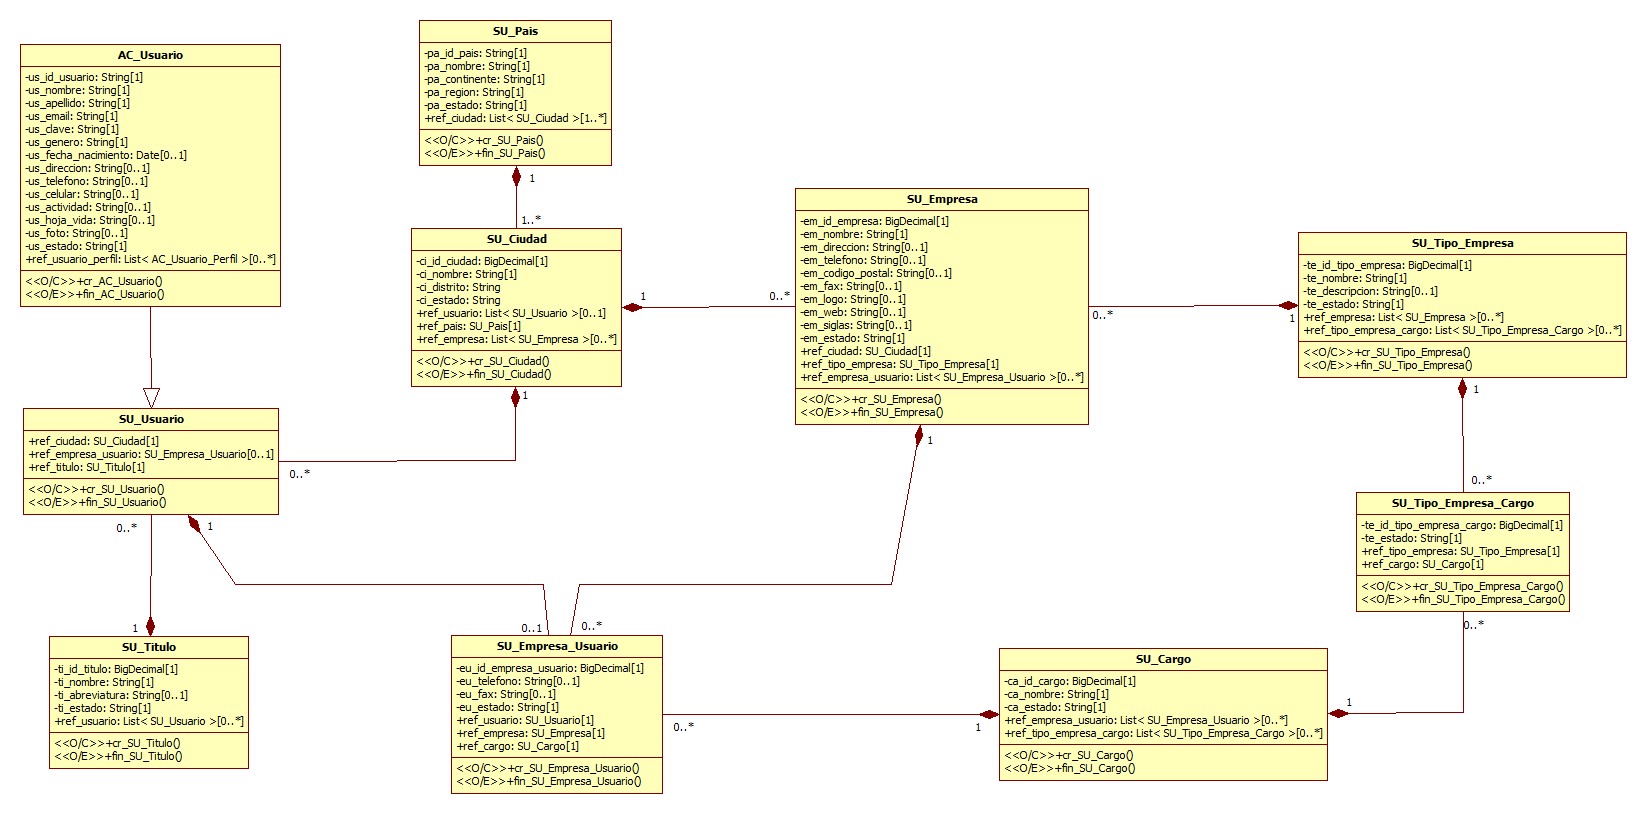 AC_Usuario
-us_id_usuario: String[1]
-us_nombre: String[1]
-us_apellido: String[1]
-us_email: String[1]
-us_clave: String[1]
-us_genero: String[1]
-us_fecha_nacimiento: Date[0..1]
-us_direccion: String[0..1]
-us_telefono: String[0..1]
-us_celular: String[0..1]
-us_actividad: String[0..1]
-us_hoja_vida: String[0..1]
-us_foto: String[0..1]
-us_estado: String[1]
+ref_usuario_perfil: List< AC_Usuario_Perfil >[0..*]
<<O/C>>+cr_AC_Usuario()
<<O/E>>+fin_AC_Usuario()
SU_Pais
-pa_id_pais: String[1]
-pa_nombre: String[1]
-pa_continente: String[1]
-pa_region: String[1]
-pa_estado: String[1]
+ref_ciudad: List< SU_Ciudad >[1..*]
<<O/C>>+cr_SU_Pais()
<<O/E>>+fin_SU_Pais()
1
1..*
SU_Ciudad
-ci_id_ciudad: BigDecimal[1]
-ci_nombre: String[1]
-ci_distrito: String
-ci_estado: String
+ref_usuario: List< SU_Usuario >[0..1]
+ref_pais: SU_Pais[1]
+ref_empresa: List< SU_Empresa >[0..*]
<<O/C>>+cr_SU_Ciudad()
<<O/E>>+fin_SU_Ciudad()
1
0..*
1
0..*
SU_Empresa
-em_id_empresa: BigDecimal[1]
-em_nombre: String[1]
-em_direccion: String[0..1]
-em_telefono: String[0..1]
-em_codigo_postal: String[0..1]
-em_fax: String[0..1]
-em_logo: String[0..1]
-em_web: String[0..1]
-em_siglas: String[0..1]
-em_estado: String[1]
+ref_ciudad: SU_Ciudad[1]
+ref_tipo_empresa: SU_Tipo_Empresa[1]
+ref_empresa_usuario: List< SU_Empresa_Usuario >[0..*]
<<O/C>>+cr_SU_Empresa()
<<O/E>>+fin_SU_Empresa()
0..*
1
1
SU_Tipo_Empresa
-te_id_tipo_empresa: BigDecimal[1]
-te_nombre: String[1]
-te_descripcion: String[0..1]
-te_estado: String[1]
+ref_empresa: List< SU_Empresa >[0..*]
+ref_tipo_empresa_cargo: List< SU_Tipo_Empresa_Cargo >[0..*]
<<O/C>>+cr_SU_Tipo_Empresa()
<<O/E>>+fin_SU_Tipo_Empresa()
1
0..*
SU_Usuario
+ref_ciudad: SU_Ciudad[1]
+ref_empresa_usuario: SU_Empresa_Usuario[0..1]
+ref_titulo: SU_Titulo[1]
<<O/C>>+cr_SU_Usuario()
<<O/E>>+fin_SU_Usuario()
0..*
1
1
SU_Tipo_Empresa_Cargo
-te_id_tipo_empresa_cargo: BigDecimal[1]
-te_estado: String[1]
+ref_tipo_empresa: SU_Tipo_Empresa[1]
+ref_cargo: SU_Cargo[1]
<<O/C>>+cr_SU_Tipo_Empresa_Cargo()
<<O/E>>+fin_SU_Tipo_Empresa_Cargo()
0..*
1
SU_Titulo
-ti_id_titulo: BigDecimal[1]
-ti_nombre: String[1]
-ti_abreviatura: String[0..1]
-ti_estado: String[1]
+ref_usuario: List< SU_Usuario >[0..*]
<<O/C>>+cr_SU_Titulo()
<<O/E>>+fin_SU_Titulo()
0..1
0..*
SU_Empresa_Usuario
-eu_id_empresa_usuario: BigDecimal[1]
-eu_telefono: String[0..1]
-eu_fax: String[0..1]
-eu_estado: String[1]
+ref_usuario: SU_Usuario[1]
+ref_empresa: SU_Empresa[1]
+ref_cargo: SU_Cargo[1]
<<O/C>>+cr_SU_Empresa_Usuario()
<<O/E>>+fin_SU_Empresa_Usuario()
0..*
1
SU_Cargo
-ca_id_cargo: BigDecimal[1]
-ca_nombre: String[1]
-ca_estado: String[1]
+ref_empresa_usuario: List< SU_Empresa_Usuario >[0..*]
+ref_tipo_empresa_cargo: List< SU_Tipo_Empresa_Cargo >[0..*]
<<O/C>>+cr_SU_Cargo()
<<O/E>>+fin_SU_Cargo()